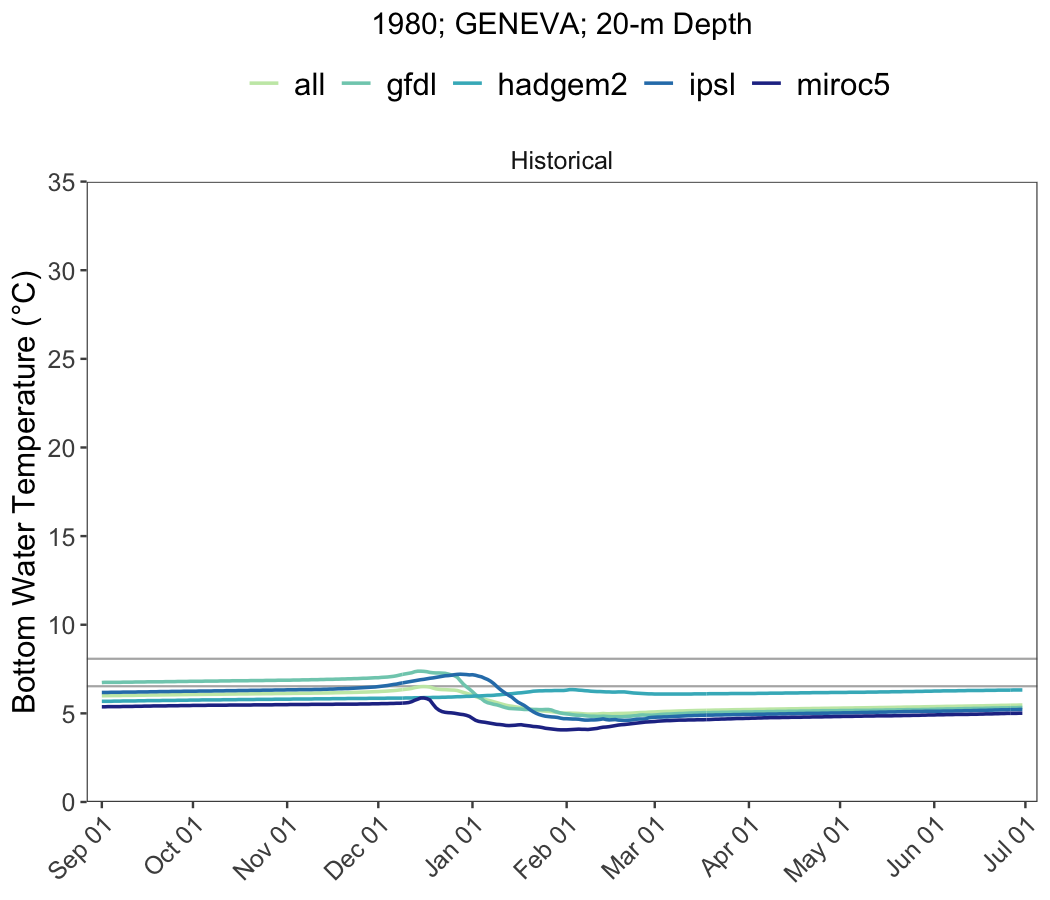 1980; GENEVA; 20-m Depth
all gfdl hadgem2 ipsl miroc5
Historical
Bottom Water Temperature (°C)
35
30
25
20
15
10
5
0
Sep 01 Oct 01 Nov 01 Dec 01 Jan 01 Feb 01 Mar 01 Apr 01 May 01 Jun 01 Jul 01